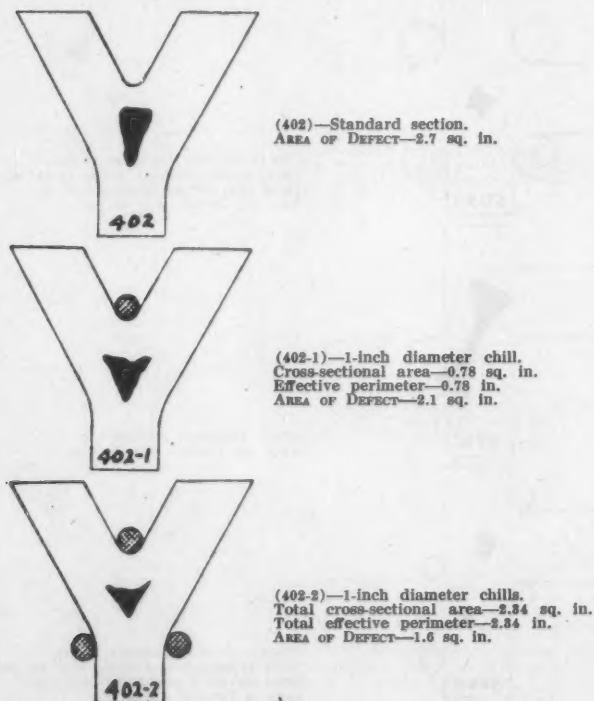 (402)—Standard section.
AREA OF DEFECT—2.7 sq. in.
402
(402-1)—1-inch diameter chill.
Cross-sectional area—0.78 sq. in.
Effective perimeter—0.78 in.
AREA OF DEFECT—2.1 sq. in.
402-1
(402-2)—1-inch diameter chills.
Total cross-sectional area—2.34 sq. in.
Total effective perimeter—2.34 in.
AREA OF DEFECT—1.6 sq. in.
402-2